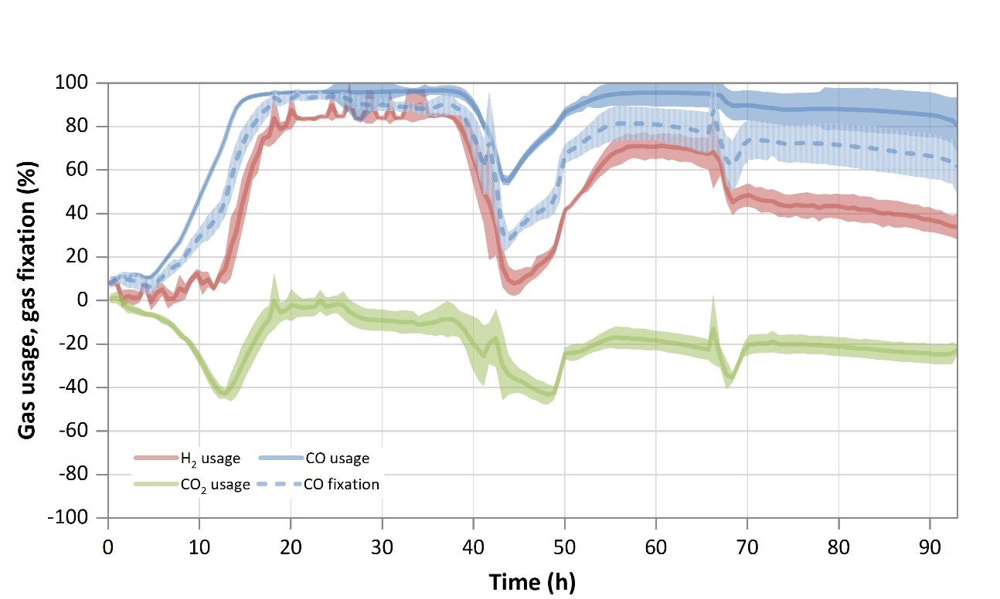 Gas usage, gas fixation (%)
100
80
60
40
20
0
-20
-40
-60
-80
-100
H2 usage
CO usage
CO2 usage
CO fixation
0 10 20 30 40 50 60 70 80 90
Time (h)